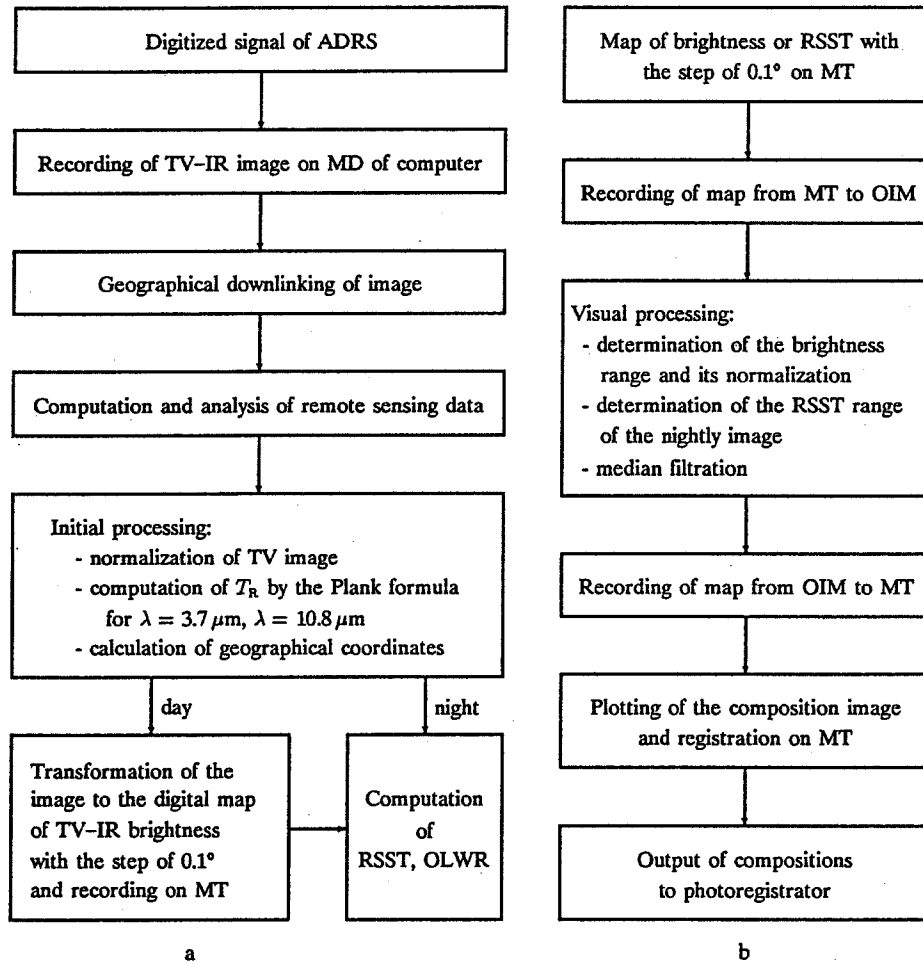 Digitized signal of ADRS
Recording of TV–IR image on MD of computer
Geographical downlinking of image
Computation and analysis of remote sensing data
Initial processing:
- normalization of TV image
- computation of T_R by the Plank formula
for λ = 3.7 μm, λ = 10.8 μm
- calculation of geographical coordinates
day
night
Transformation of the
image to the digital map
of TV–IR brightness
with the step of 0.1°
and recording on MT
Computation
of
RSST, OLWR
a
Map of brightness or RSST with
the step of 0.1° on MT
Recording of map from MT to OIM
Visual processing:
- determination of the brightness
range and its normalization
- determination of the RSST range
of the nightly image
- median filtration
Recording of map from OIM to MT
Plotting of the composition image
and registration on MT
Output of compositions
to photoregistrator
b